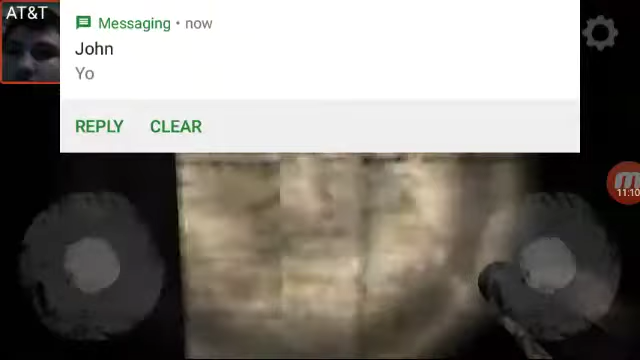 AT&T
Messaging • now
John
Yo
REPLY CLEAR
11:10